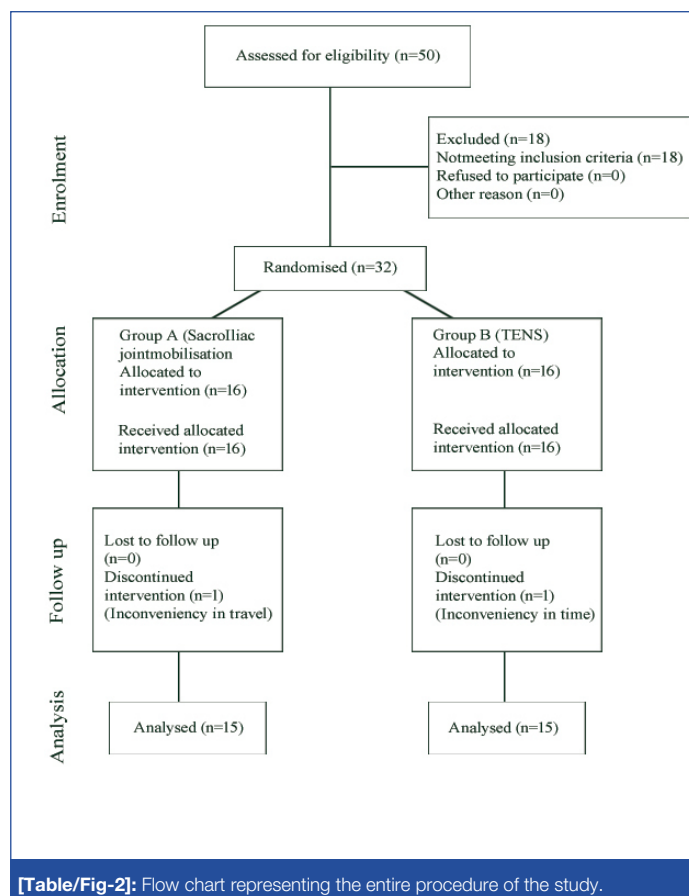 Assessed for eligibility (n=50)
Enrolment
Excluded (n=18)
Notmeeting inclusion criteria (n=18)
Refused to participate (n=0)
Other reason (n=0)
Randomised (n=32)
Allocation
Group A (SacroIliac
jointmobilisation
Allocated to
intervention (n=16)
Received allocated
intervention (n=16)
Group B (TENS)
Allocated to
intervention (n=16)
Received allocated
intervention (n=16)
Follow up
Lost to follow up
(n=0)
Discontinued
intervention (n=1)
(Inconveniency in travel)
Lost to follow up
(n=0)
Discontinued
intervention (n=1)
(Inconveniency in time)
Analysis
Analysed (n=15)
Analysed (n=15)
[Table/Fig-2]: Flow chart representing the entire procedure of the study.